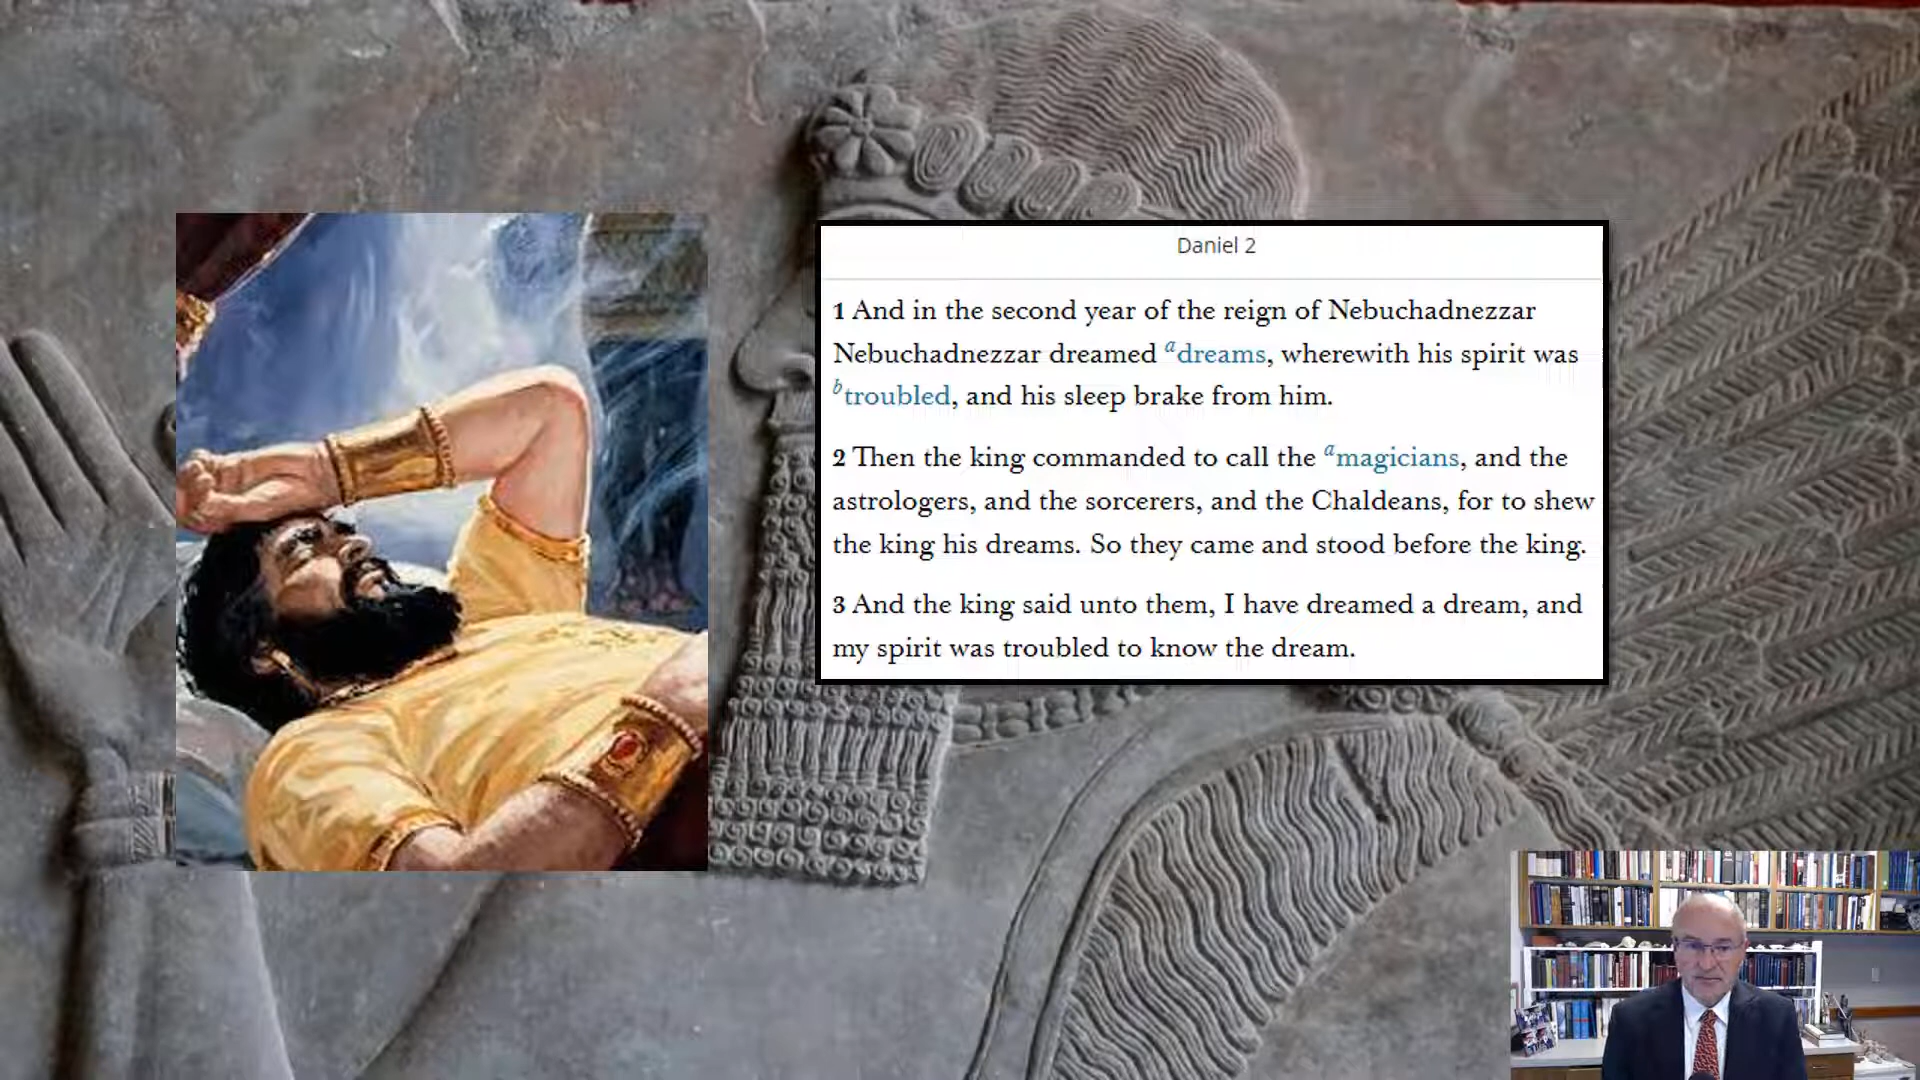 Daniel 2
1 And in the second year of the reign of Nebuchadnezzar
Nebuchadnezzar dreamed a dreams, wherewith his spirit was
b troubled, and his sleep brake from him.
2 Then the king commanded to call the a magicians, and the
astrologers, and the sorcerers, and the Chaldeans, for to shew
the king his dreams. So they came and stood before the king.
3 And the king said unto them, I have dreamed a dream, and
my spirit was troubled to know the dream.